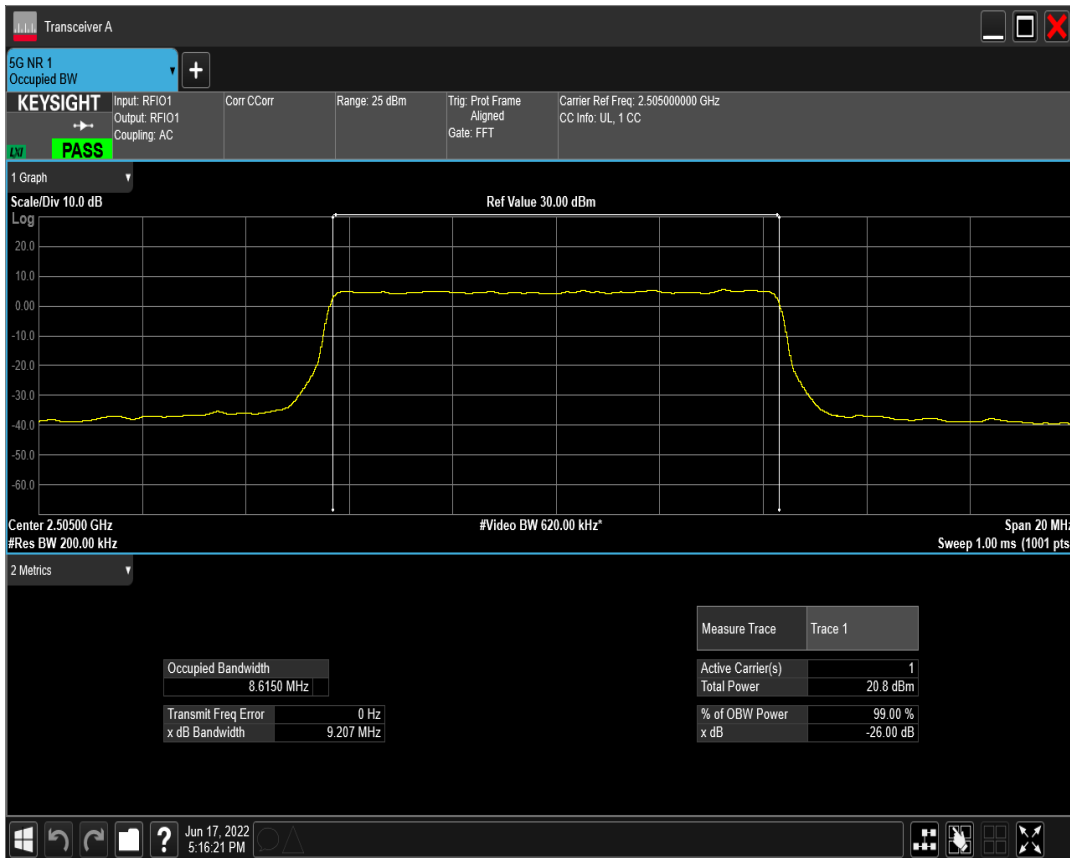 Transceiver A
5G NR 1
Occupied BW
+
KEYSIGHT
LXI
PASS
Input: RFIO1
Output: RFIO1
Coupling: AC
Corr CCorr
Range: 25 dBm
Trig: Prot Frame
Aligned
Gate: FFT
Carrier Ref Freq: 2.505000000 GHz
CC Info: UL, 1 CC
1 Graph
Scale/Div 10.0 dB
Ref Value 30.00 dBm
Log
20.0
10.0
0.00
-10.0
-20.0
-30.0
-40.0
-50.0
-60.0
Center 2.50500 GHz
#Video BW 620.00 kHz*
Span 20 MHz
#Res BW 200.00 kHz
Sweep 1.00 ms (1001 pts
2 Metrics
Measure Trace Trace 1
Occupied Bandwidth
8.6150 MHz
Active Carrier(s) 1
Total Power 20.8 dBm
Transmit Freq Error 0 Hz
x dB Bandwidth 9.207 MHz
% of OBW Power 99.00 %
x dB -26.00 dB
?
Jun 17, 2022
5:16:21 PM